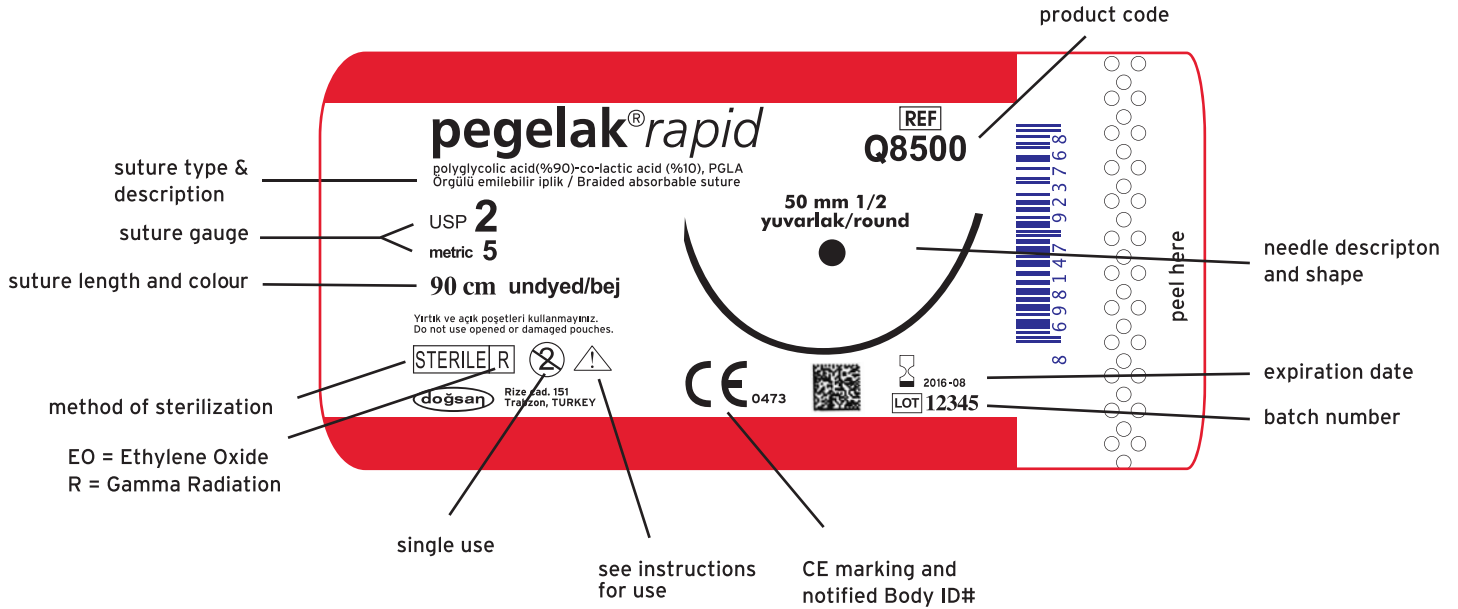 product code
pegelak® rapid
REF
Q8500
polyglycolic acid(%90)-co-lactic acid (%10), PGLA
Örgülü emilebilir iplik / Braided absorbable suture
suture type &
description
USP 2
metric 5
suture gauge
50 mm 1/2
yuvarlak/round
needle descripton
and shape
suture length and colour
90 cm undyed/bej
Yırtık ve açık poşetleri kullanmayınız.
Do not use opened or damaged pouches.
STERILE R
2
!
method of sterilization
doğsan
Rize cad. 151
Trabzon, TURKEY
CE 0473
2016-08
LOT 12345
expiration date
batch number
8698147923768
peel here
EO = Ethylene Oxide
R = Gamma Radiation
single use
see instructions
for use
CE marking and
notified Body ID#